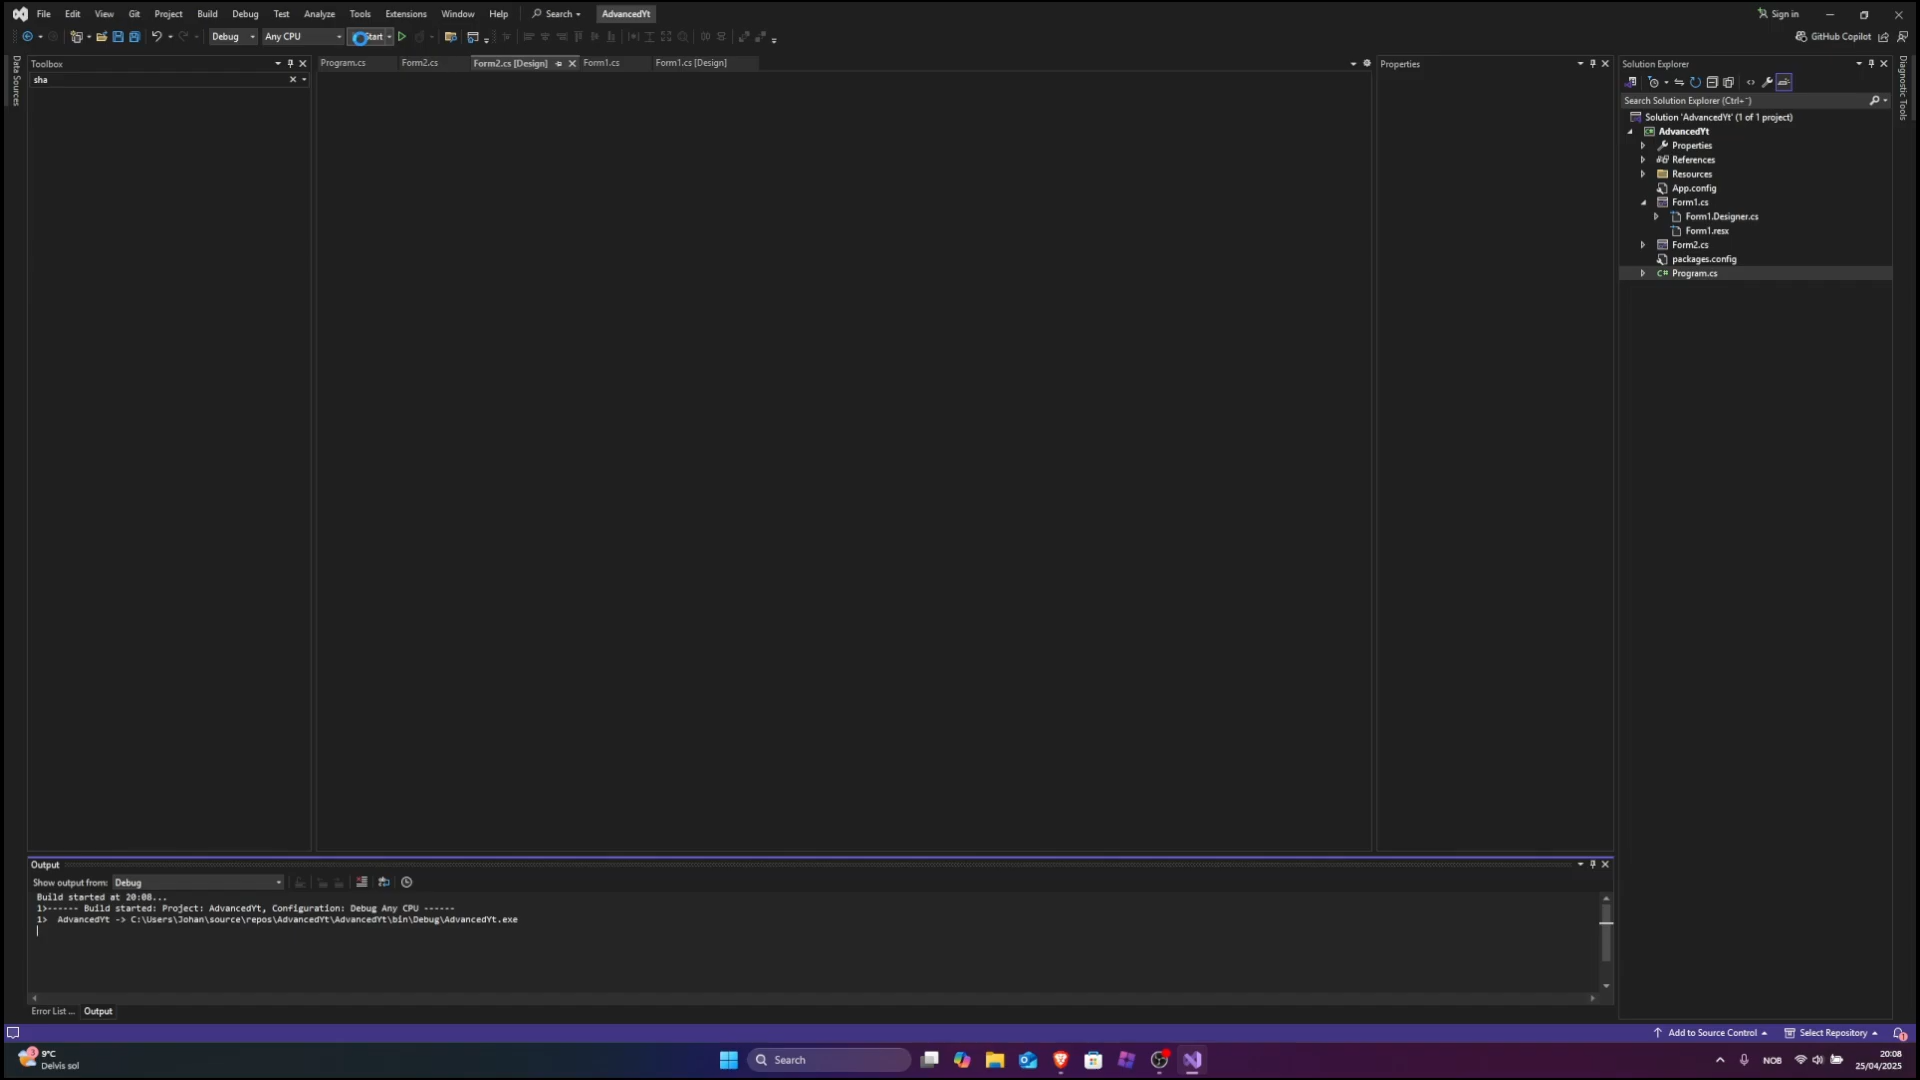 File Edit View Git Project Build Debug Test Analyze Tools Extensions Window Help Search AdvancedYt Sign in
Debug Any CPU Start GitHub Copilot
Data Sources
Toolbox
sha
Program.cs Form2.cs Form2.cs [Design] Form1.cs Form1.cs [Design]
Properties
Solution Explorer
Search Solution Explorer (Ctrl+¨)
Solution 'AdvancedYt' (1 of 1 project)
AdvancedYt
Properties
References
Resources
App.config
Form1.cs
Form1.Designer.cs
Form1.resx
Form2.cs
packages.config
C# Program.cs
Diagnostic Tools
Output
Show output from: Debug
Build started at 20:08...
1>------ Build started: Project: AdvancedYt, Configuration: Debug Any CPU ------
1>  AdvancedYt -> C:\Users\Johan\source\repos\AdvancedYt\AdvancedYt\bin\Debug\AdvancedYt.exe
Error List ... Output
Add to Source Control Select Repository
3
9°C
Delvis sol
Search
NOB
20:08
25/04/2025